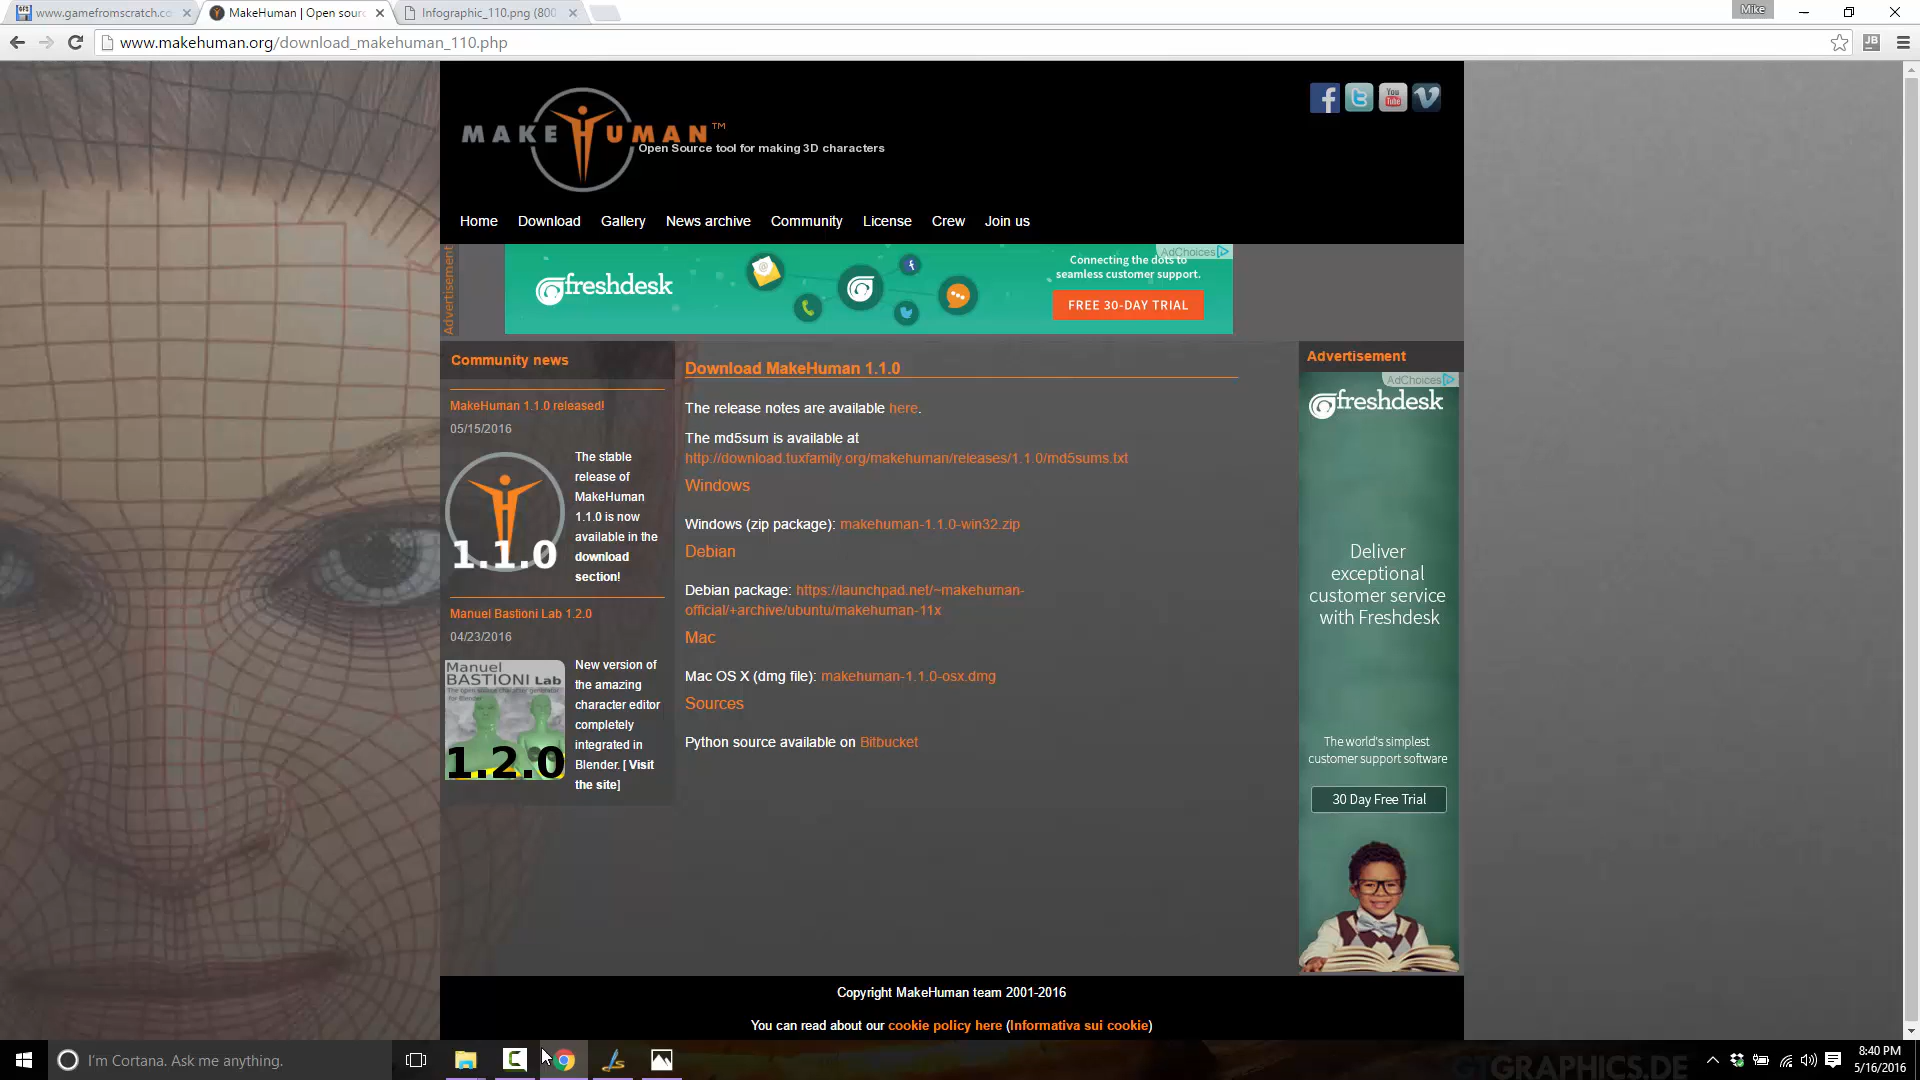 www.gamefromscratch.co
MakeHuman | Open sourc
Infographic_110.png (800
Mike
www.makehuman.org/download_makehuman_110.php
MAKEHUMAN™
Open Source tool for making 3D characters
Home Download Gallery News archive Community License Crew Join us
Advertisement
freshdesk
Connecting the dots to
seamless customer support.
FREE 30-DAY TRIAL
AdChoices
Community news
MakeHuman 1.1.0 released!
05/15/2016
1.1.0
The stable
release of
MakeHuman
1.1.0 is now
available in the
download
section!
Manuel Bastioni Lab 1.2.0
04/23/2016
Manuel
BASTIONI Lab
1.2.0
New version of
the amazing
character editor
completely
integrated in
Blender. [ Visit
the site]
Download MakeHuman 1.1.0
The release notes are available here.
The md5sum is available at
http://download.tuxfamily.org/makehuman/releases/1.1.0/md5sums.txt
Windows
Windows (zip package): makehuman-1.1.0-win32.zip
Debian
Debian package: https://launchpad.net/~makehuman-
official/+archive/ubuntu/makehuman-11x
Mac
Mac OS X (dmg file): makehuman-1.1.0-osx.dmg
Sources
Python source available on Bitbucket
Advertisement
AdChoices
freshdesk
Deliver
exceptional
customer service
with Freshdesk
The world's simplest
customer support software
30 Day Free Trial
Copyright MakeHuman team 2001-2016
You can read about our cookie policy here (Informativa sui cookie)
I'm Cortana. Ask me anything.
GTGRAPHICS.DE
8:40 PM
5/16/2016